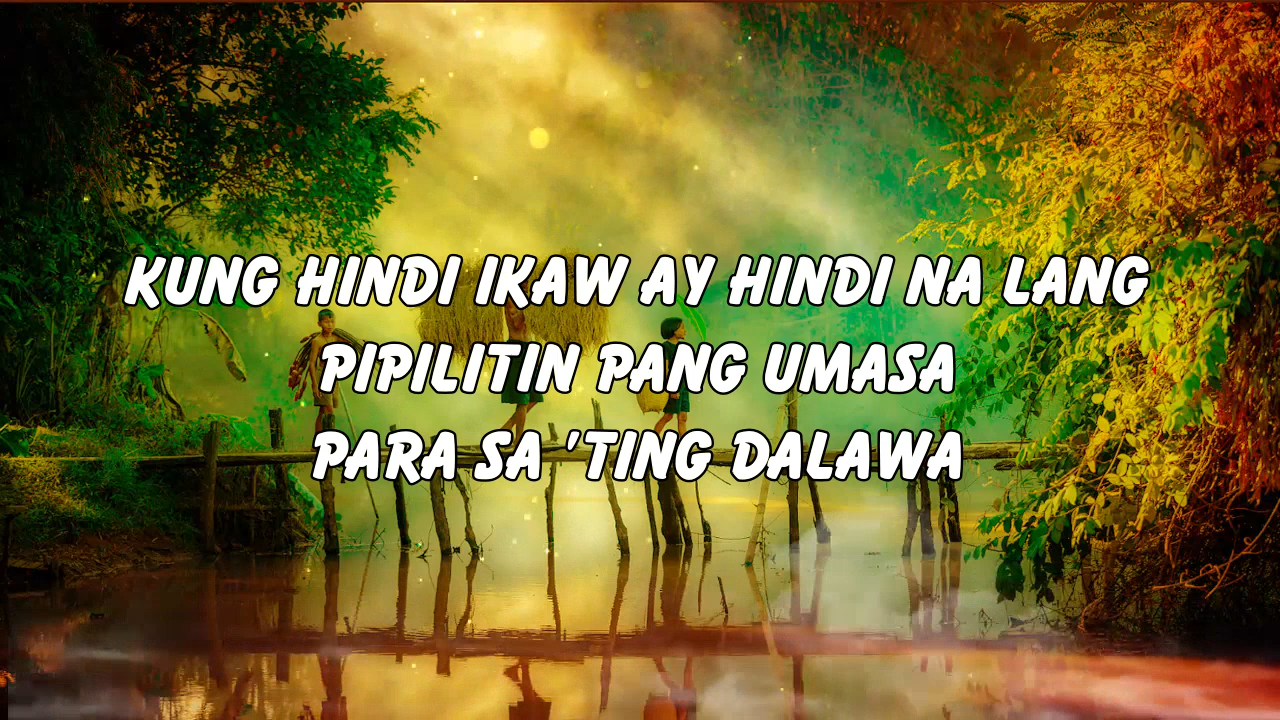 KUNG HINDI IKAW AY HINDI NA LANG
PIPILITIN PANG UMASA
PARA SA 'TING DALAWA